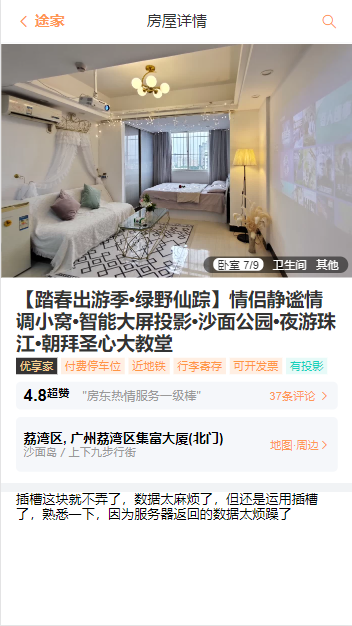 途家
房屋详情
卧室 7/9 卫生间 其他
【踏春出游季•绿野仙踪】情侣静谧情
调小窝•智能大屏投影•沙面公园•夜游珠
江•朝拜圣心大教堂
优享家 付费停车位 近地铁 行李寄存 可开发票 有投影
4.8超赞 "房东热情服务一级棒" 37条评论
荔湾区, 广州荔湾区集富大厦(北门)
沙面岛 / 上下九步行街
地图·周边
插槽这块就不弄了，数据太麻烦了，但还是运用插槽
了，熟悉一下，因为服务器返回的数据太烦躁了